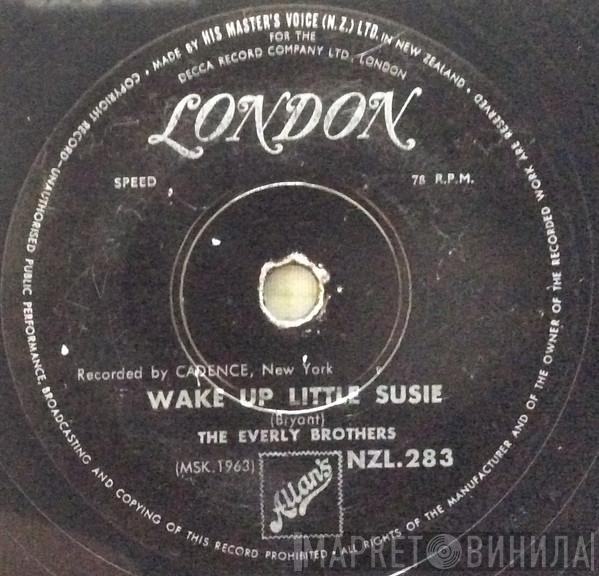 MADE BY HIS MASTER'S VOICE (N.Z.) LTD. IN NEW ZEALAND
FOR THE
DECCA RECORD COMPANY LTD., LONDON
LONDON
SPEED 78 R.P.M.
Recorded by CADENCE, New York
WAKE UP LITTLE SUSIE
(Bryant)
THE EVERLY BROTHERS
(MSK.1963) NZL.283
Allan's
COPYRIGHT RECORD—UNAUTHORISED PUBLIC PERFORMANCE, BROADCASTING AND COPYING OF THIS RECORD PROHIBITED • ALL RIGHTS OF THE MANUFACTURER AND OF THE OWNER OF THE RECORDED WORK ARE RESERVED •
МАРКЕТ ВИНИЛА